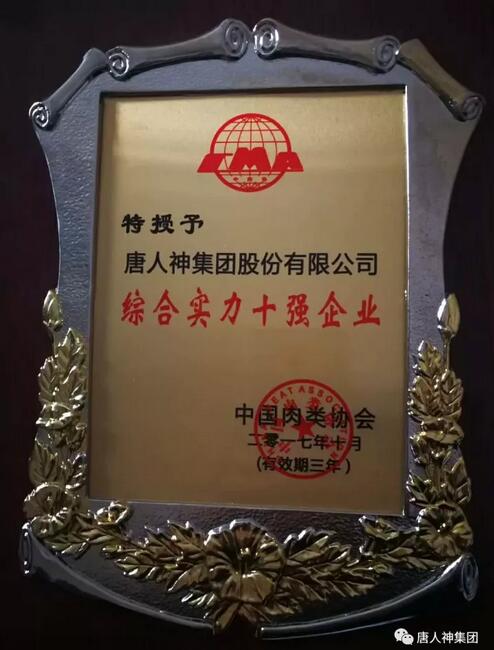 CMA
特授予
唐人神集团股份有限公司
综合实力十强企业
中国肉类协会
二零一七年十月
(有效期三年)
唐人神集团